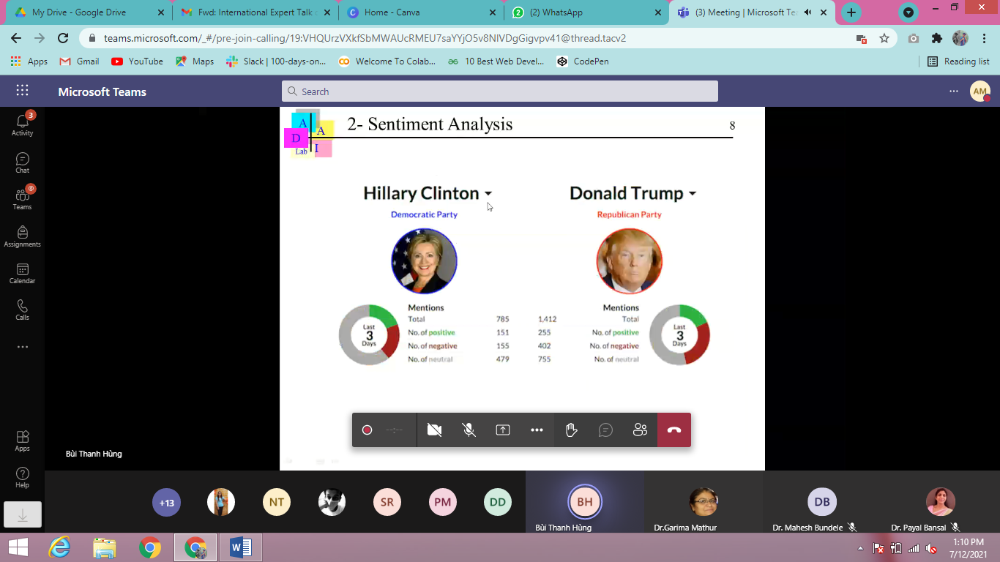 My Drive - Google Drive
Fwd: International Expert Talk
Home - Canva
(2) WhatsApp
(3) Meeting | Microsoft Te
teams.microsoft.com/_#/pre-join-calling/19:VHQUrzVXkfSbMWAUcRMEU7saYYjO5v8NlVDgGigvpv41@thread.tacv2
Apps
Gmail
YouTube
Maps
Slack | 100-days-on...
Welcome To Colab...
10 Best Web Devel...
CodePen
Reading list
Microsoft Teams
Search
AM
3
Activity
Chat
@
Teams
Assignments
Calendar
Calls
Apps
Help
A
D
A
I
Lab
2- Sentiment Analysis
8
Hillary Clinton
Democratic Party
Donald Trump
Republican Party
Last
3
Days
Mentions
Total 785
No. of positive 151
No. of negative 155
No. of neutral 479
Mentions
1,412 Total
255 No. of positive
402 No. of negative
755 No. of neutral
Last
3
Days
--:--
Bùi Thanh Hùng
+13
NT
SR
PM
DD
BH
Bùi Thanh Hùng
Dr.Garima Mathur
DB
Dr. Mahesh Bundele
Dr. Payal Bansal
W
1:10 PM
7/12/2021